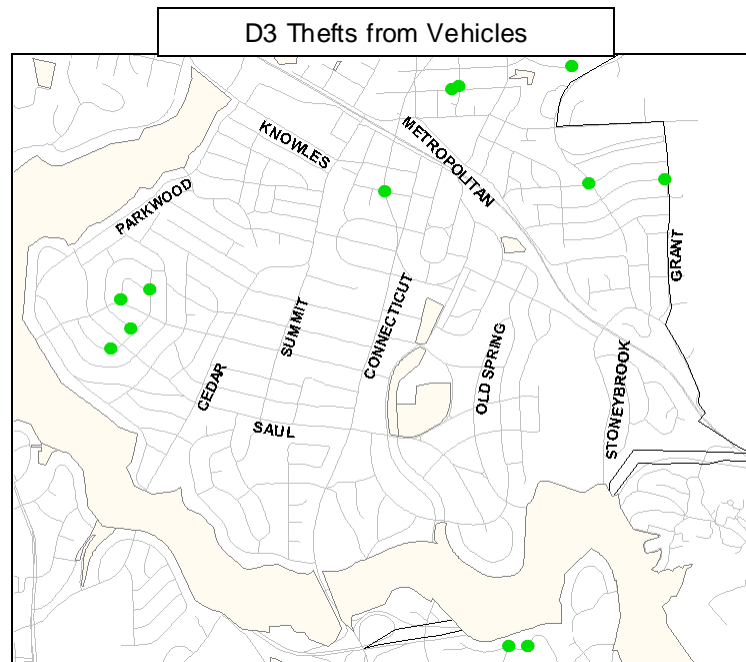 D3 Thefts from Vehicles
KNOWLES
METROPOLITAN
PARKWOOD
GRANT
CONNECTICUT
SUMMIT
OLD SPRING
STONEYBROOK
CEDAR
SAUL